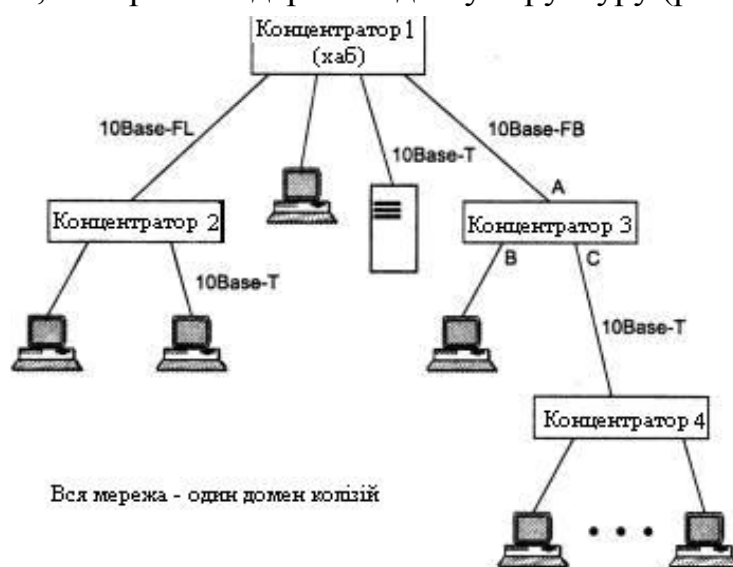 Концентратор 1
(хаб)
10Base-FL
10Base-FB
10Base-T
A
Концентратор 2
Концентратор 3
B
C
10Base-T
10Base-T
Концентратор 4
Вся мережа - один домен колізій